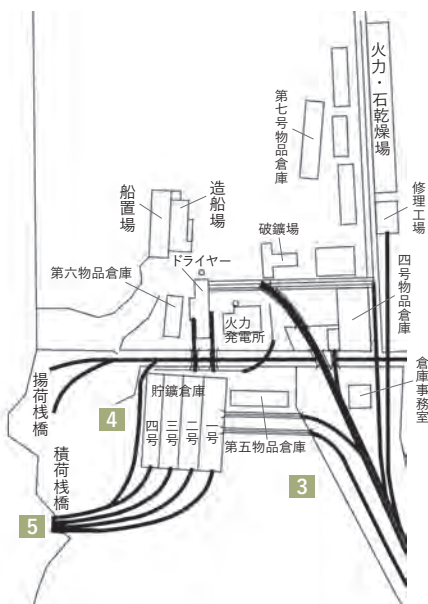 火力・石乾燥場
第七号物品倉庫
修理工場
造船場
船置場
破鑛場
ドライヤー
四号物品倉庫
第六物品倉庫
火力
発電所
倉庫事務室
揚荷桟橋
貯鑛倉庫
4
一号
二号
三号
四号
第五物品倉庫
積荷桟橋
3
5